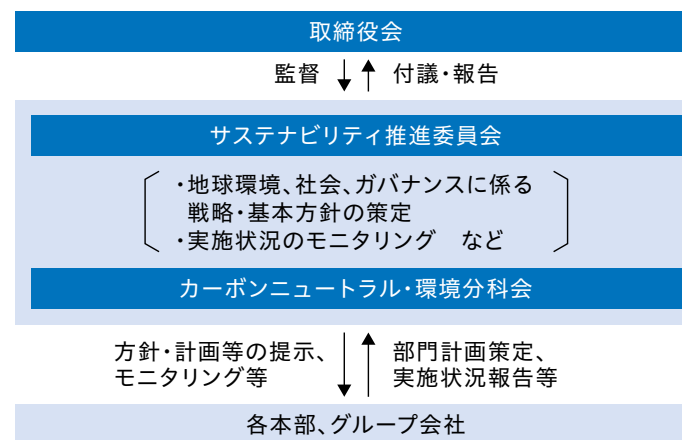 取締役会
監督
付議・報告
サステナビリティ推進委員会
・地球環境、社会、ガバナンスに係る
戦略・基本方針の策定
・実施状況のモニタリング　など
カーボンニュートラル・環境分科会
方針・計画等の提示、
モニタリング等
部門計画策定、
実施状況報告等
各本部、グループ会社